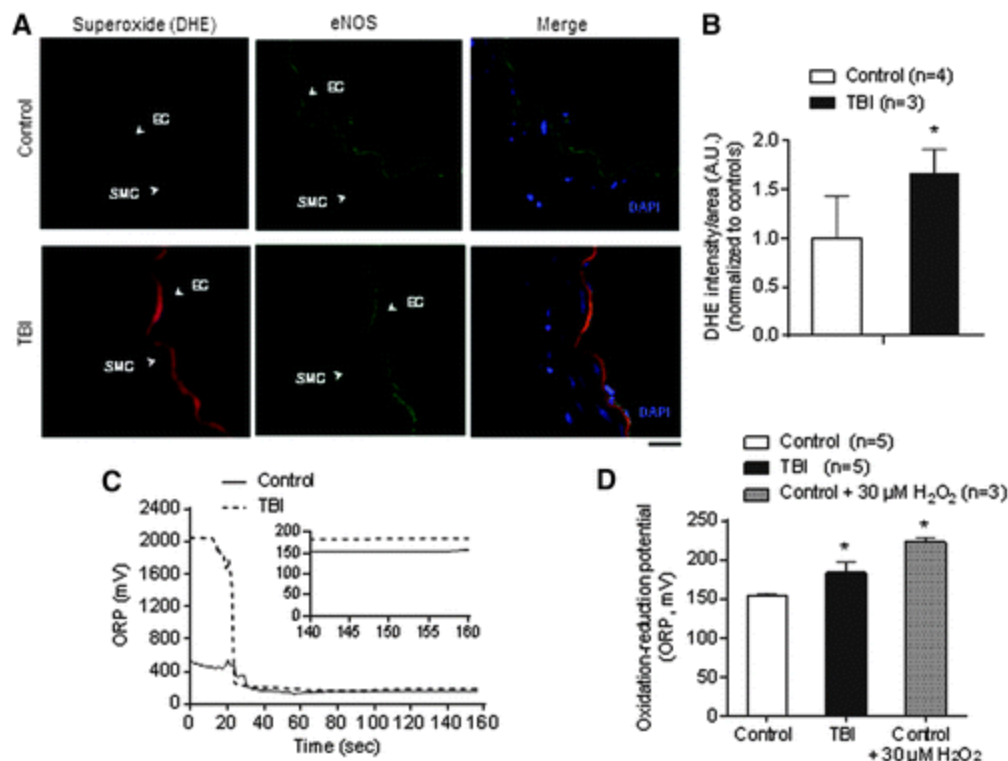 A
Superoxide (DHE)
eNOS
Merge
Control
EC
SMC
EC
SMC
DAPI
TBI
EC
SMC
EC
SMC
DAPI
B
Control (n=4)
TBI (n=3)
DHE intensity/area (A.U.)
(normalized to controls)
2.0
1.5
1.0
1.5
0.0
*
C
Control
TBI
ORP (mV)
2000
1600
1200
800
400
0
0 20 40 60 80 100 120 140 160
Time (sec)
200
150
100
50
0
140 145 150 155 160
D
Control (n=5)
TBI (n=5)
Control + 30 µM H₂O₂ (n=3)
Oxidation-reduction potential
(ORP, mV)
250
200
150
100
50
0
*
*
Control
TBI
Control
+ 30 µM H₂O₂